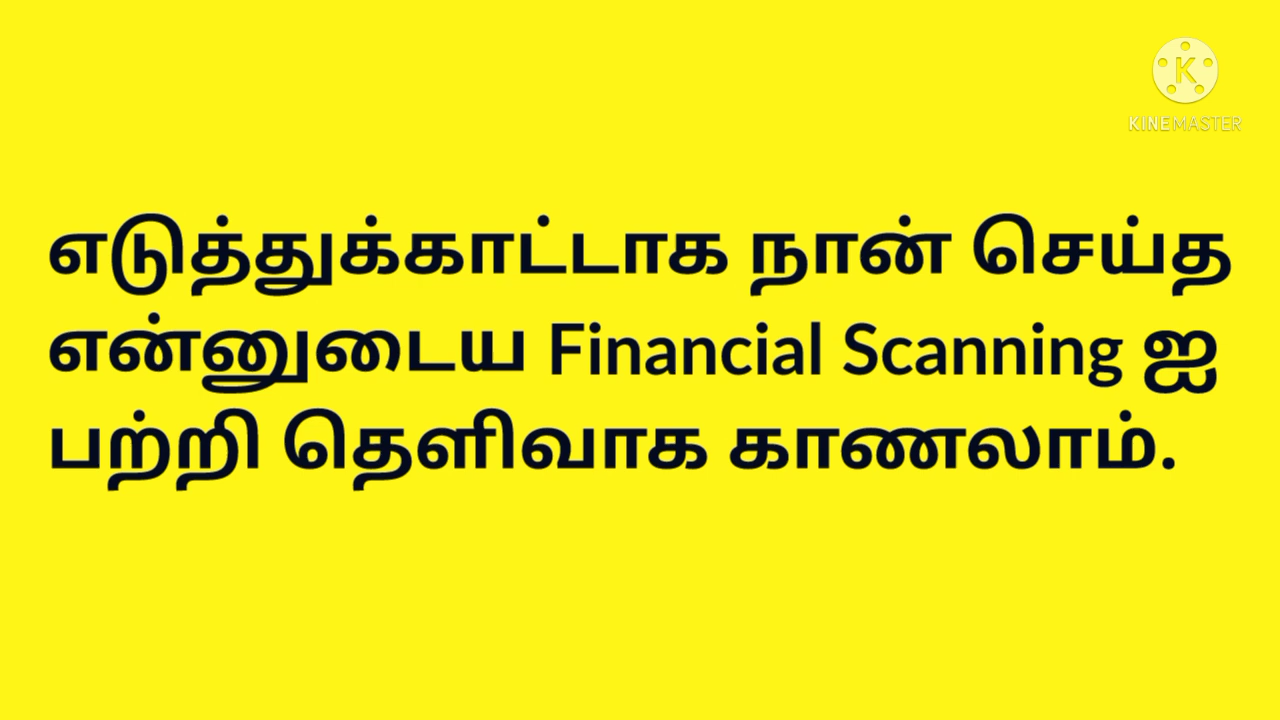 K
KINEMASTER
எடுத்துக்காட்டாக நான் செய்த
என்னுடைய Financial Scanning ஐ
பற்றி தெளிவாக காணலாம்.